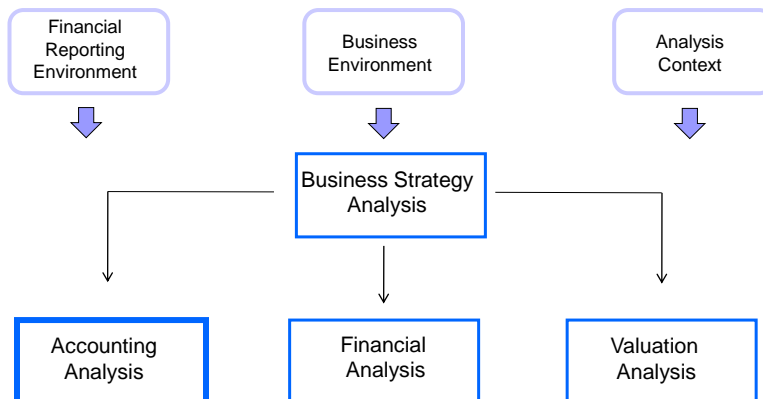 Financial
Reporting
Environment
Business
Environment
Analysis
Context
Business Strategy
Analysis
Accounting
Analysis
Financial
Analysis
Valuation
Analysis